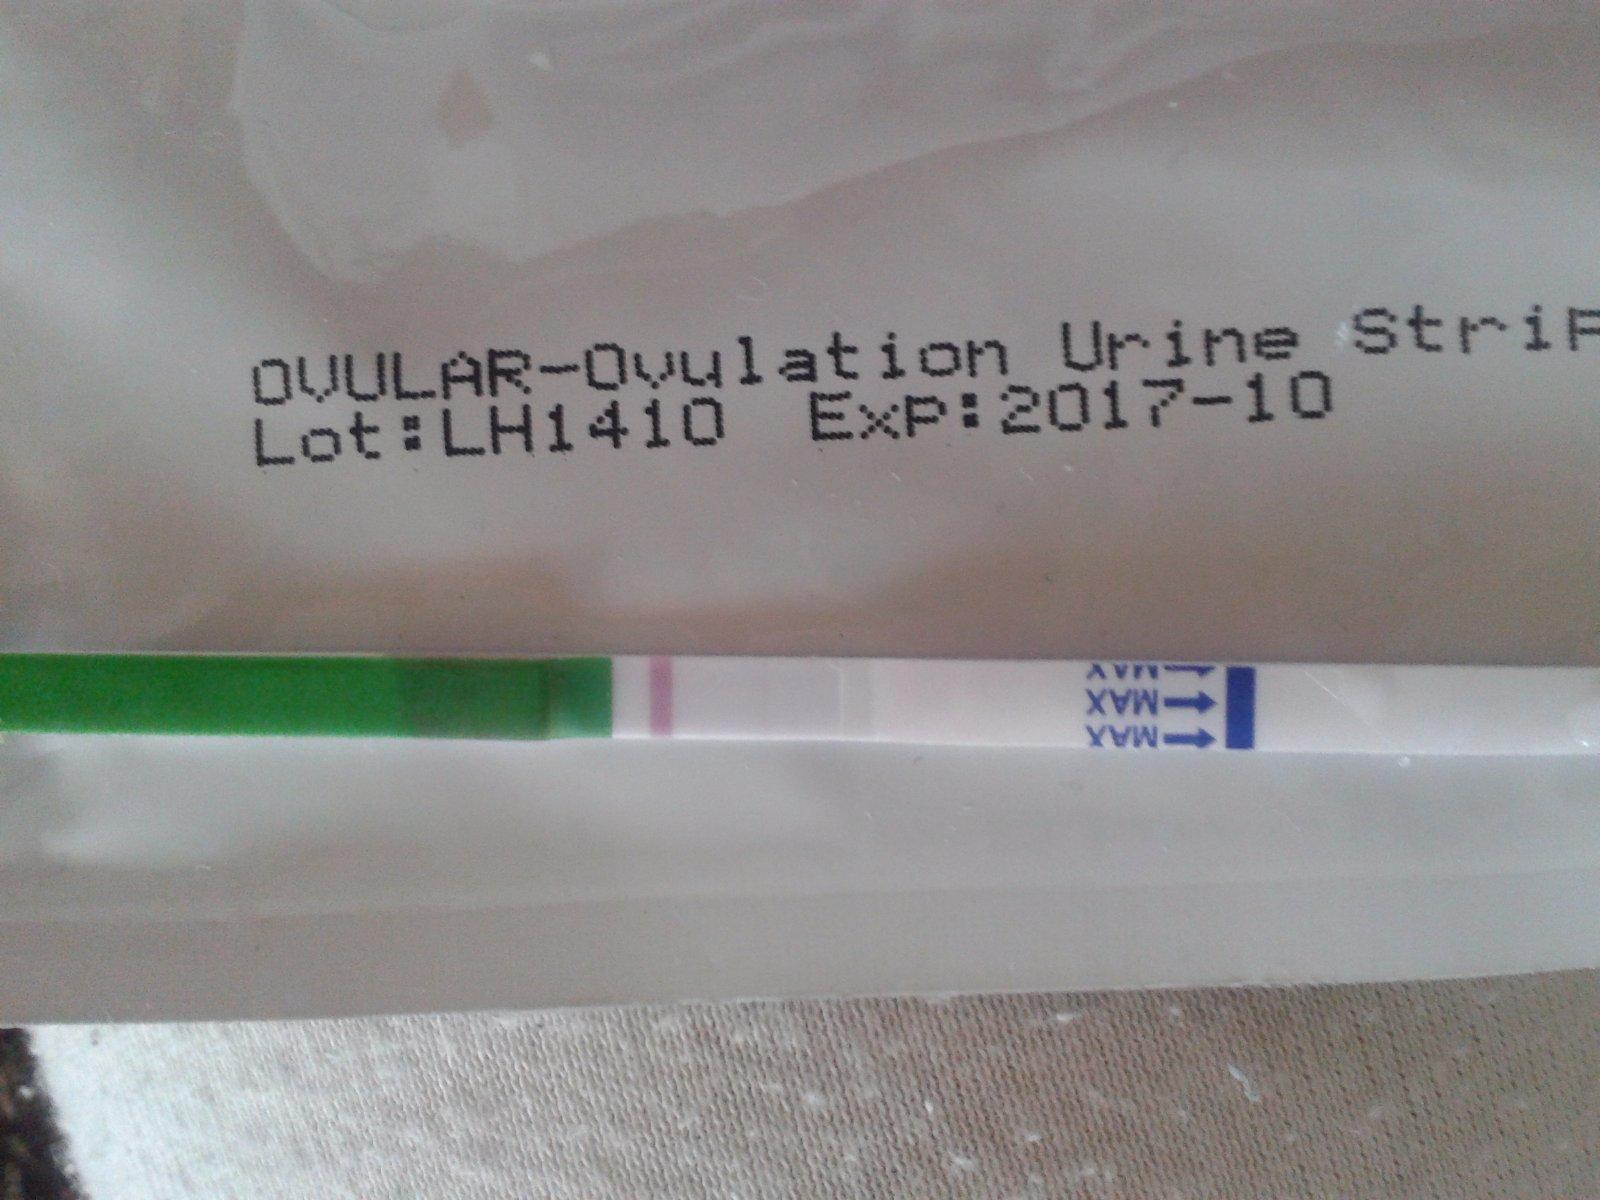 OVULAR-Ovulation Urine Strip
Lot:LH1410 Exp:2017-10
MAX
MAX
MAX